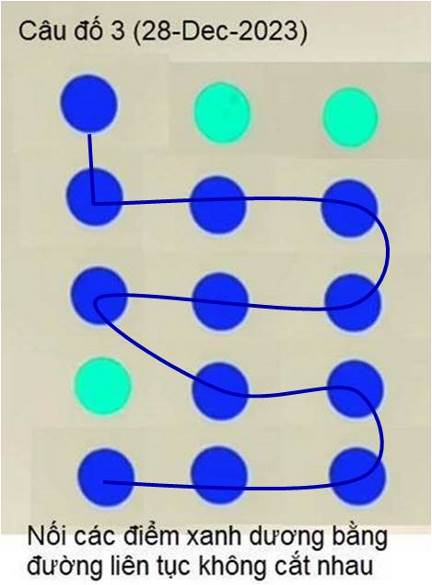 Câu đố 3 (28-Dec-2023)
Nối các điểm xanh dương bằng
đường liên tục không cắt nhau